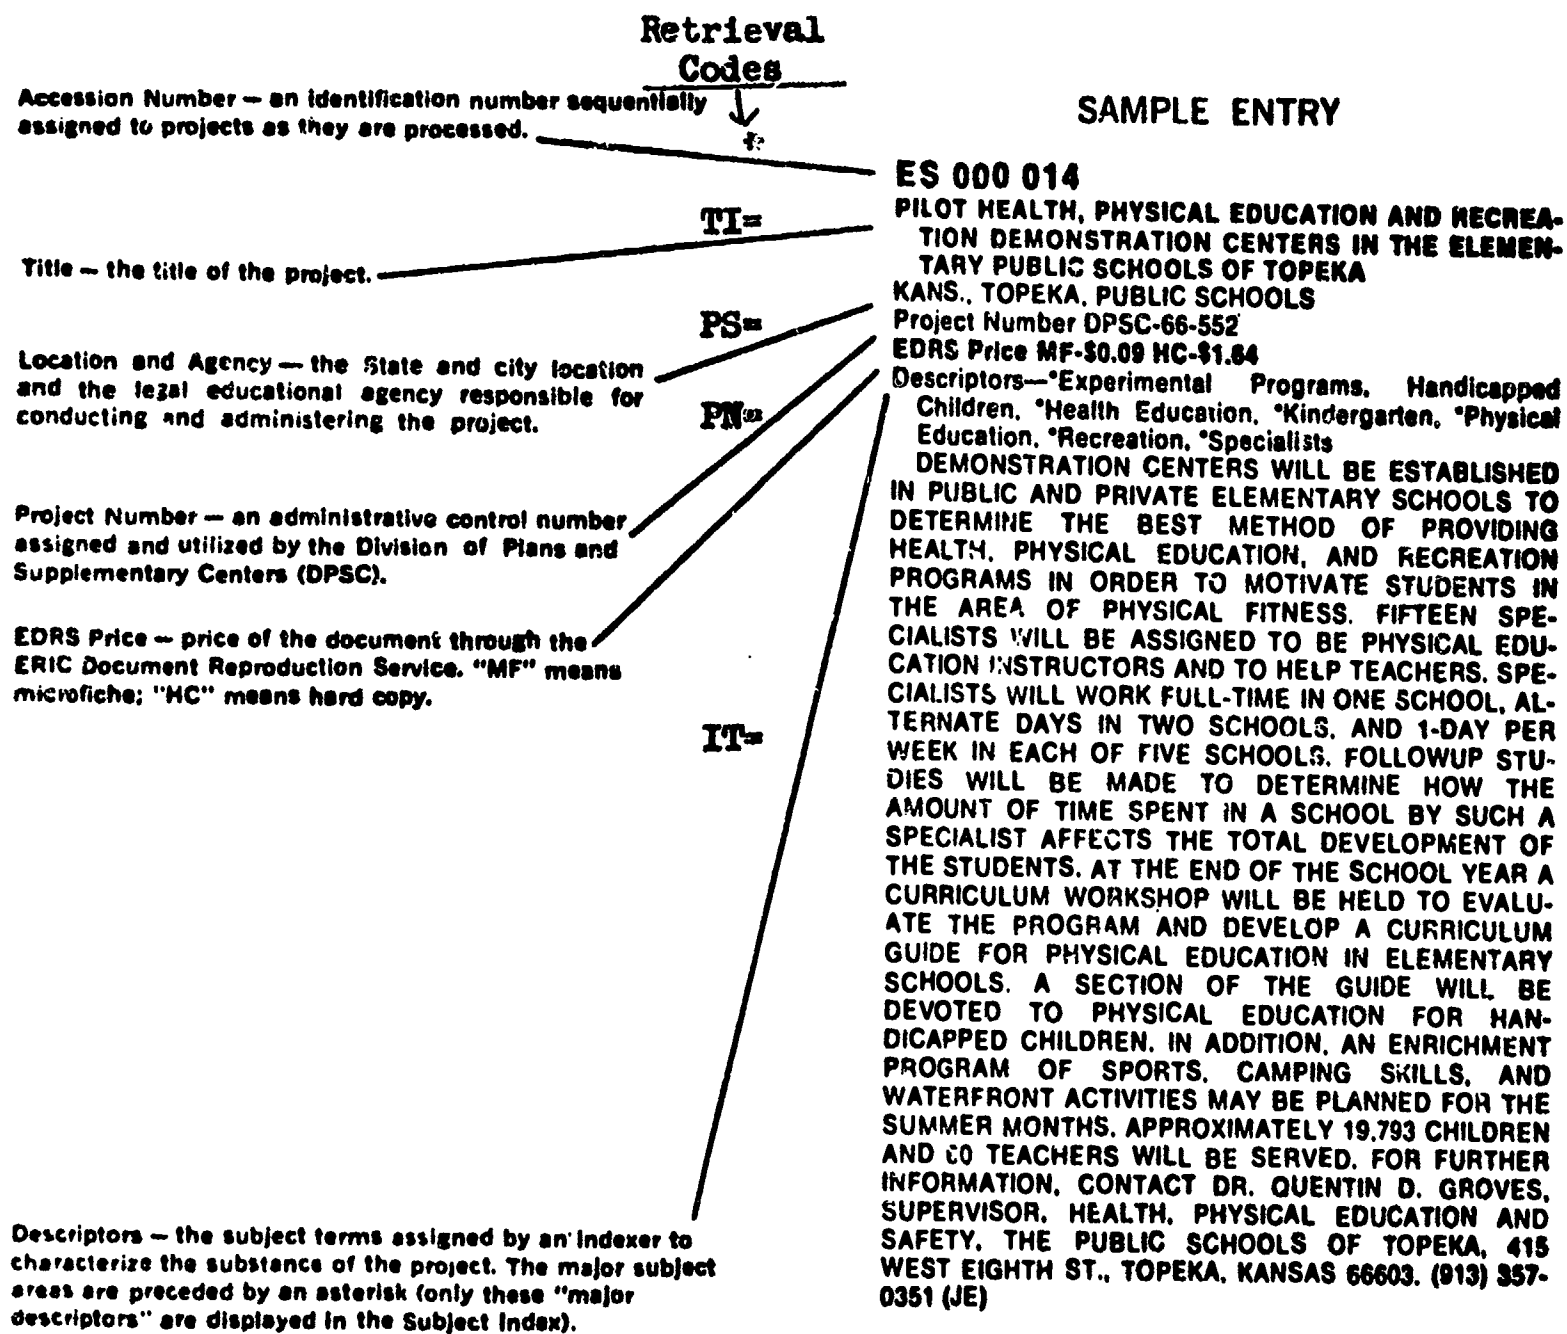 Retrieval
Codes
Accession Number — an identification number sequentially
assigned to projects as they are processed.
TI=
Title — the title of the project.
PS=
Location and Agency — the State and city location
and the legal educational agency responsible for
conducting and administering the project.
PN=
Project Number — an administrative control number
assigned and utilized by the Division of Plans and
Supplementary Centers (DPSC).
EDRS Price — price of the document through the
ERIC Document Reproduction Service. "MF" means
microfiche; "HC" means hard copy.
IT=
Descriptors — the subject terms assigned by an indexer to
characterize the substance of the project. The major subject
areas are preceded by an asterisk (only these "major
descriptors" are displayed in the Subject Index).
SAMPLE ENTRY
ES 000 014
PILOT HEALTH, PHYSICAL EDUCATION AND RECREA-
TION DEMONSTRATION CENTERS IN THE ELEMEN-
TARY PUBLIC SCHOOLS OF TOPEKA
KANS., TOPEKA, PUBLIC SCHOOLS
Project Number DPSC-66-552
EDRS Price MF-$0.09 HC-$1.64
Descriptors—*Experimental Programs, Handicapped
Children, *Health Education, *Kindergarten, *Physical
Education, *Recreation, *Specialists
DEMONSTRATION CENTERS WILL BE ESTABLISHED
IN PUBLIC AND PRIVATE ELEMENTARY SCHOOLS TO
DETERMINE THE BEST METHOD OF PROVIDING
HEALTH, PHYSICAL EDUCATION, AND RECREATION
PROGRAMS IN ORDER TO MOTIVATE STUDENTS IN
THE AREA OF PHYSICAL FITNESS. FIFTEEN SPE-
CIALISTS WILL BE ASSIGNED TO BE PHYSICAL EDU-
CATION INSTRUCTORS AND TO HELP TEACHERS. SPE-
CIALISTS WILL WORK FULL-TIME IN ONE SCHOOL, AL-
TERNATE DAYS IN TWO SCHOOLS, AND 1-DAY PER
WEEK IN EACH OF FIVE SCHOOLS. FOLLOWUP STU-
DIES WILL BE MADE TO DETERMINE HOW THE
AMOUNT OF TIME SPENT IN A SCHOOL BY SUCH A
SPECIALIST AFFECTS THE TOTAL DEVELOPMENT OF
THE STUDENTS. AT THE END OF THE SCHOOL YEAR A
CURRICULUM WORKSHOP WILL BE HELD TO EVALU-
ATE THE PROGRAM AND DEVELOP A CURRICULUM
GUIDE FOR PHYSICAL EDUCATION IN ELEMENTARY
SCHOOLS. A SECTION OF THE GUIDE WILL BE
DEVOTED TO PHYSICAL EDUCATION FOR HAN-
DICAPPED CHILDREN. IN ADDITION, AN ENRICHMENT
PROGRAM OF SPORTS, CAMPING SKILLS, AND
WATERFRONT ACTIVITIES MAY BE PLANNED FOR THE
SUMMER MONTHS. APPROXIMATELY 19,793 CHILDREN
AND TEACHERS WILL BE SERVED. FOR FURTHER
INFORMATION, CONTACT DR. QUENTIN D. GROVES,
SUPERVISOR, HEALTH, PHYSICAL EDUCATION AND
SAFETY, THE PUBLIC SCHOOLS OF TOPEKA, 415
WEST EIGHTH ST., TOPEKA, KANSAS 66603. (913) 357-
0351 (JE)